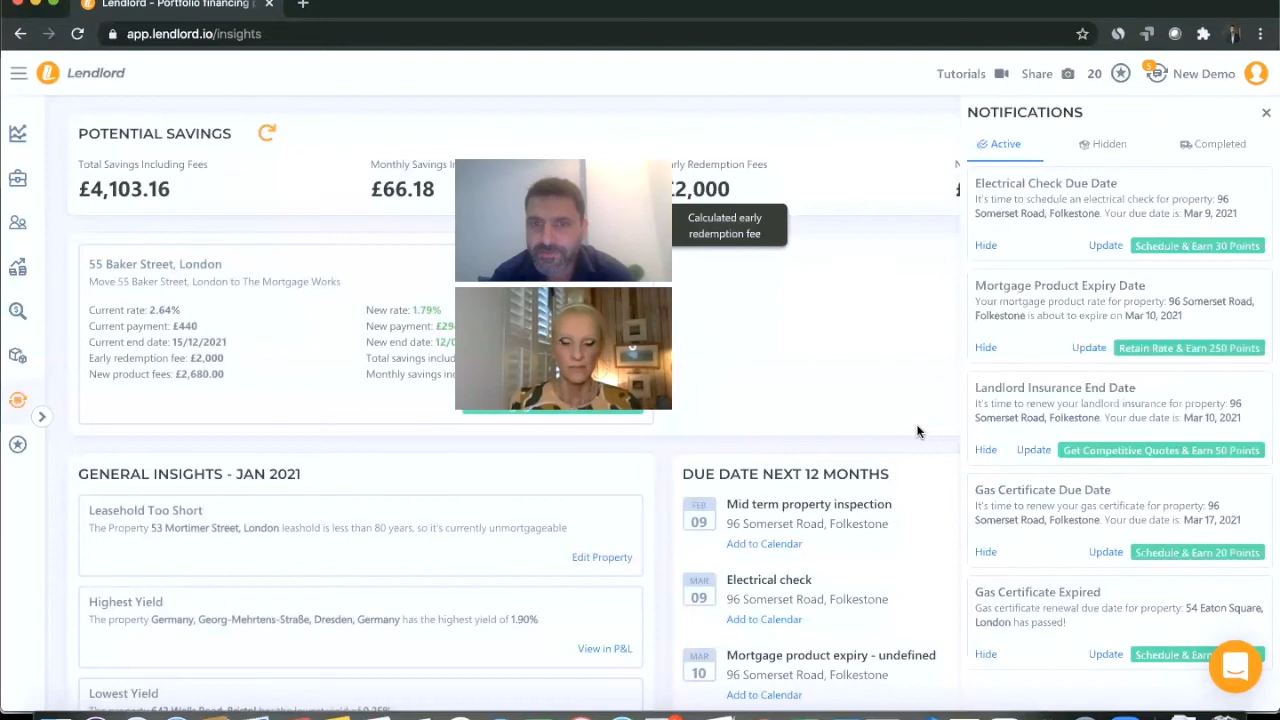 Lendlord - Portfolio financing
app.lendlord.io/insights
Lendlord
Tutorials
Share
20
5
New Demo
POTENTIAL SAVINGS
Total Savings Including Fees
£4,103.16
Monthly Savings
£66.18
Early Redemption Fees
£2,000
Calculated early
redemption fee
55 Baker Street, London
Move 55 Baker Street, London to The Mortgage Works
Current rate: 2.64%
Current payment: £440
Current end date: 15/12/2021
Early redemption fee: £2,000
New product fees: £2,680.00
New rate: 1.79%
New payment: £29
New end date: 12/0
Total savings
Monthly savings
GENERAL INSIGHTS - JAN 2021
Leasehold Too Short
The Property 53 Mortimer Street, London leashold is less than 80 years, so it's currently unmortgageable
Edit Property
Highest Yield
The property Germany, Georg-Mehrtens-Straße, Dresden, Germany has the highest yield of 1.90%
View in P&L
Lowest Yield
DUE DATE NEXT 12 MONTHS
FEB
09
Mid term property inspection
96 Somerset Road, Folkestone
Add to Calendar
MAR
09
Electrical check
96 Somerset Road, Folkestone
Add to Calendar
MAR
10
Mortgage product expiry - undefined
96 Somerset Road, Folkestone
Add to Calendar
NOTIFICATIONS
Active
Hidden
Completed
Electrical Check Due Date
It's time to schedule an electrical check for property: 96
Somerset Road, Folkestone. Your due date is: Mar 9, 2021
Hide
Update
Schedule & Earn 30 Points
Mortgage Product Expiry Date
Your mortgage product rate for property: 96 Somerset Road,
Folkestone is about to expire on Mar 10, 2021
Hide
Update
Retain Rate & Earn 250 Points
Landlord Insurance End Date
It's time to renew your landlord insurance for property: 96
Somerset Road, Folkestone. Your due date is: Mar 10, 2021
Hide
Update
Get Competitive Quotes & Earn 50 Points
Gas Certificate Due Date
It's time to renew your gas certificate for property: 96
Somerset Road, Folkestone. Your due date is: Mar 17, 2021
Hide
Update
Schedule & Earn 20 Points
Gas Certificate Expired
Gas certificate renewal due date for property: 54 Eaton Square,
London has passed!
Hide
Update
Schedule &